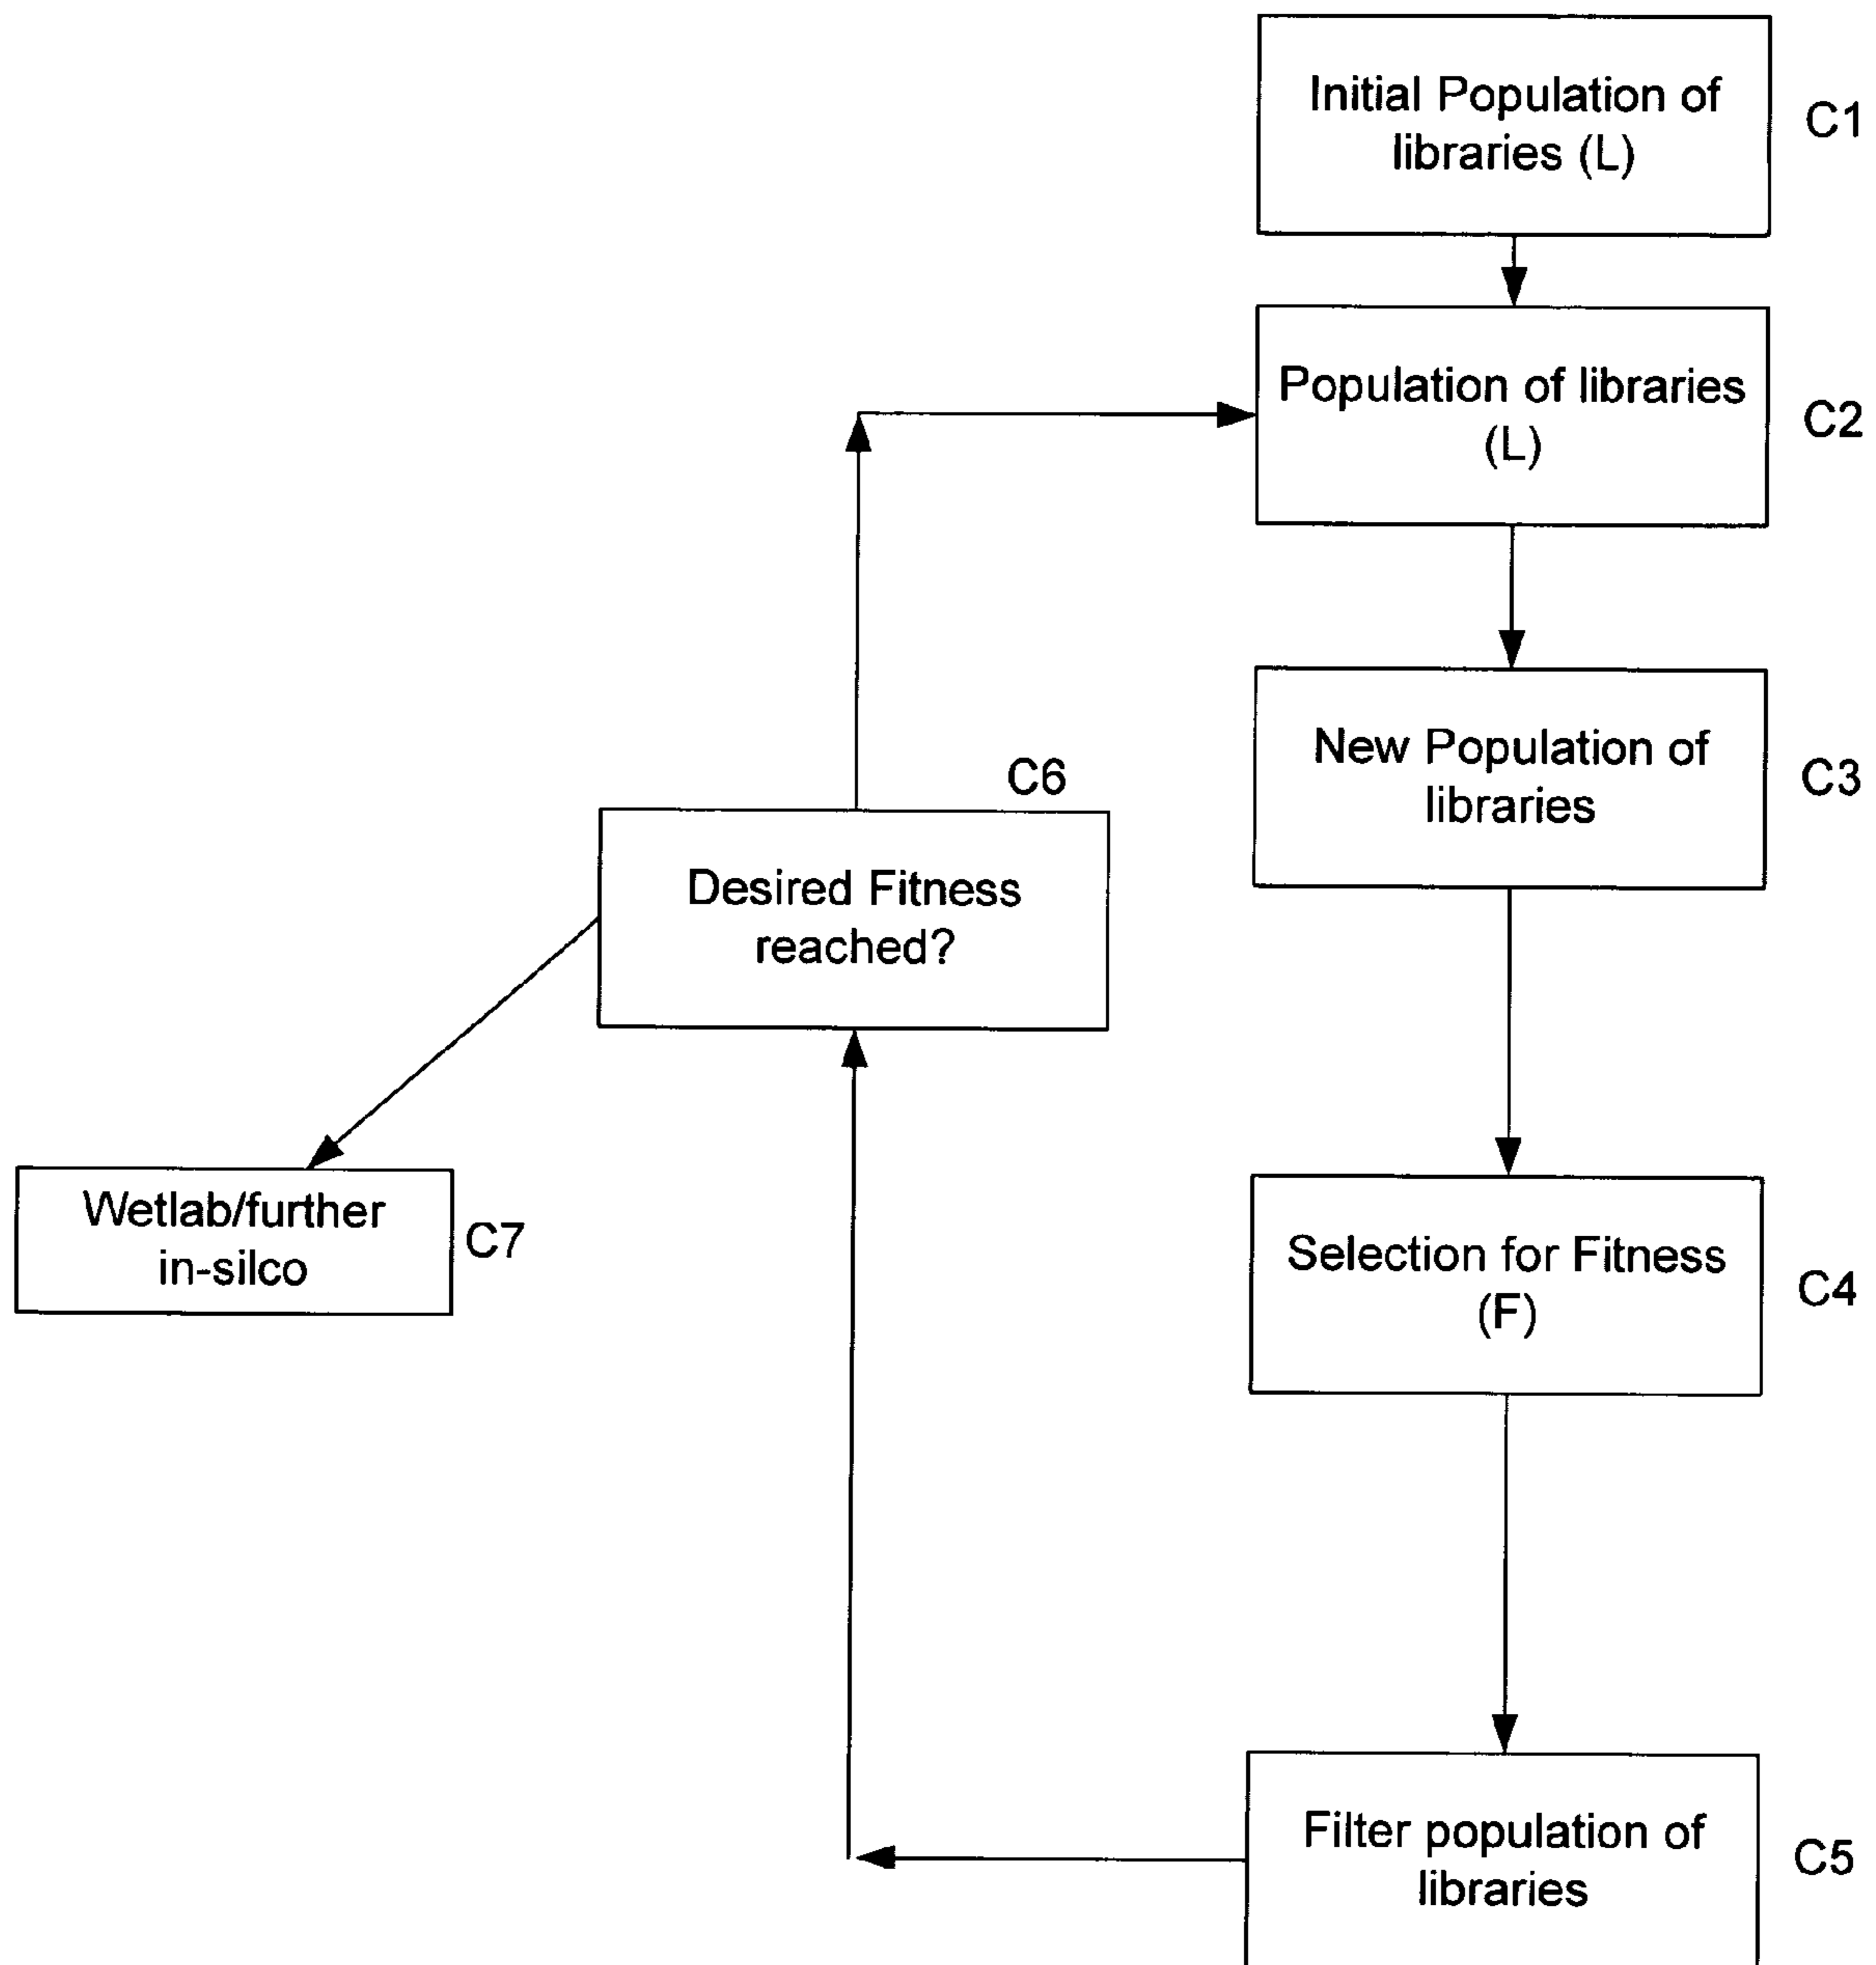 Initial Population of
libraries (L)
C1
Population of libraries
(L)
C2
New Population of
libraries
C3
C6
Desired Fitness
reached?
Wetlab/further
in-silco
C7
Selection for Fitness
(F)
C4
Filter population of
libraries
C5